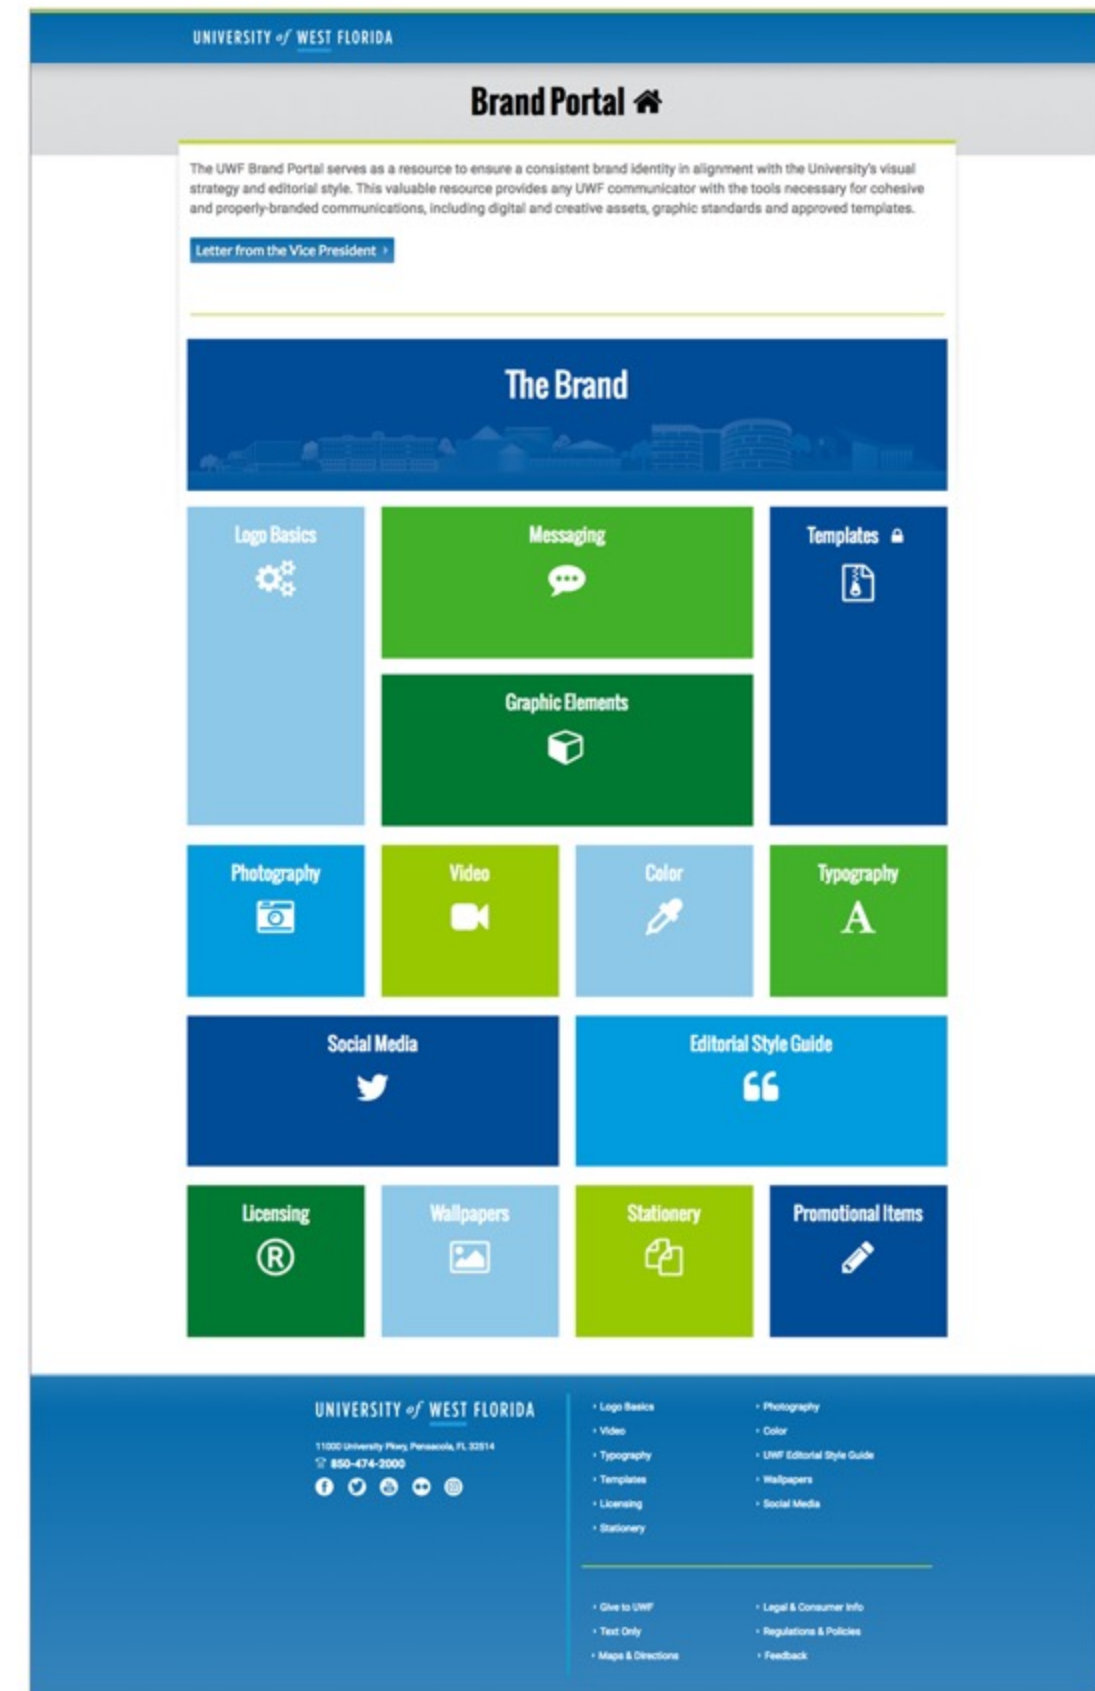 UNIVERSITY of WEST FLORIDA
Brand Portal
The UWF Brand Portal serves as a resource to ensure a consistent brand identity in alignment with the University's visual
strategy and editorial style. This valuable resource provides any UWF communicator with the tools necessary for cohesive
and properly-branded communications, including digital and creative assets, graphic standards and approved templates.
Letter from the Vice President
The Brand
Logo Basics
Messaging
Templates
Graphic Elements
Photography
Video
Color
Typography
A
Social Media
Editorial Style Guide
Licensing
Wallpapers
Stationery
Promotional Items
®
UNIVERSITY of WEST FLORIDA
11000 University Pkwy, Pensacola, FL 32514
850-474-2000
Logo Basics
Video
Typography
Templates
Licensing
Stationery
Photography
Color
UWF Editorial Style Guide
Wallpapers
Social Media
Give to UWF
Text Only
Maps & Directions
Legal & Consumer Info
Regulations & Policies
Feedback